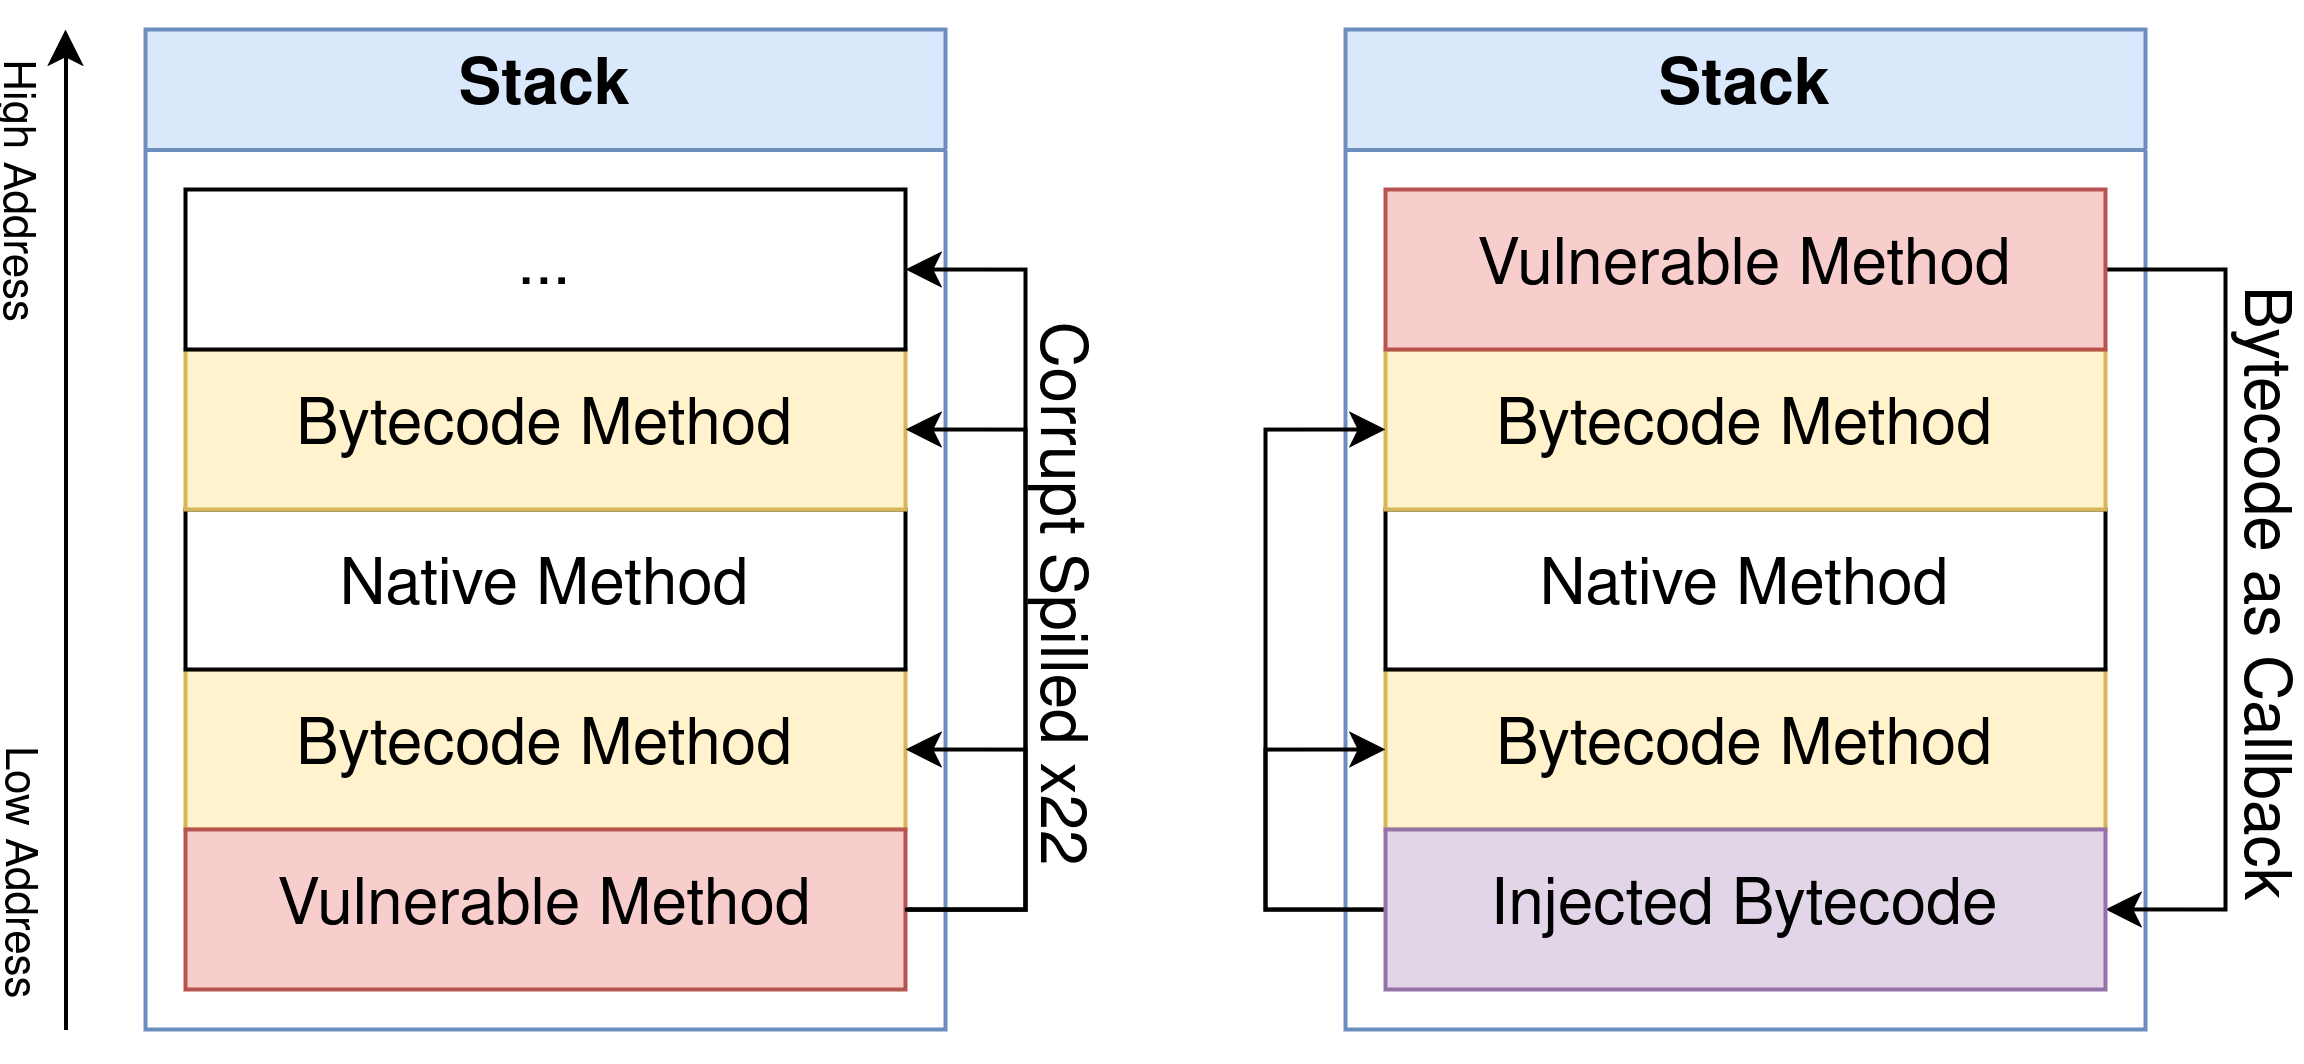 High Address
Low Address
Stack
...
Bytecode Method
Native Method
Bytecode Method
Vulnerable Method
Corrupt Spilled x22
Stack
Vulnerable Method
Bytecode Method
Native Method
Bytecode Method
Injected Bytecode
Bytecode as Callback